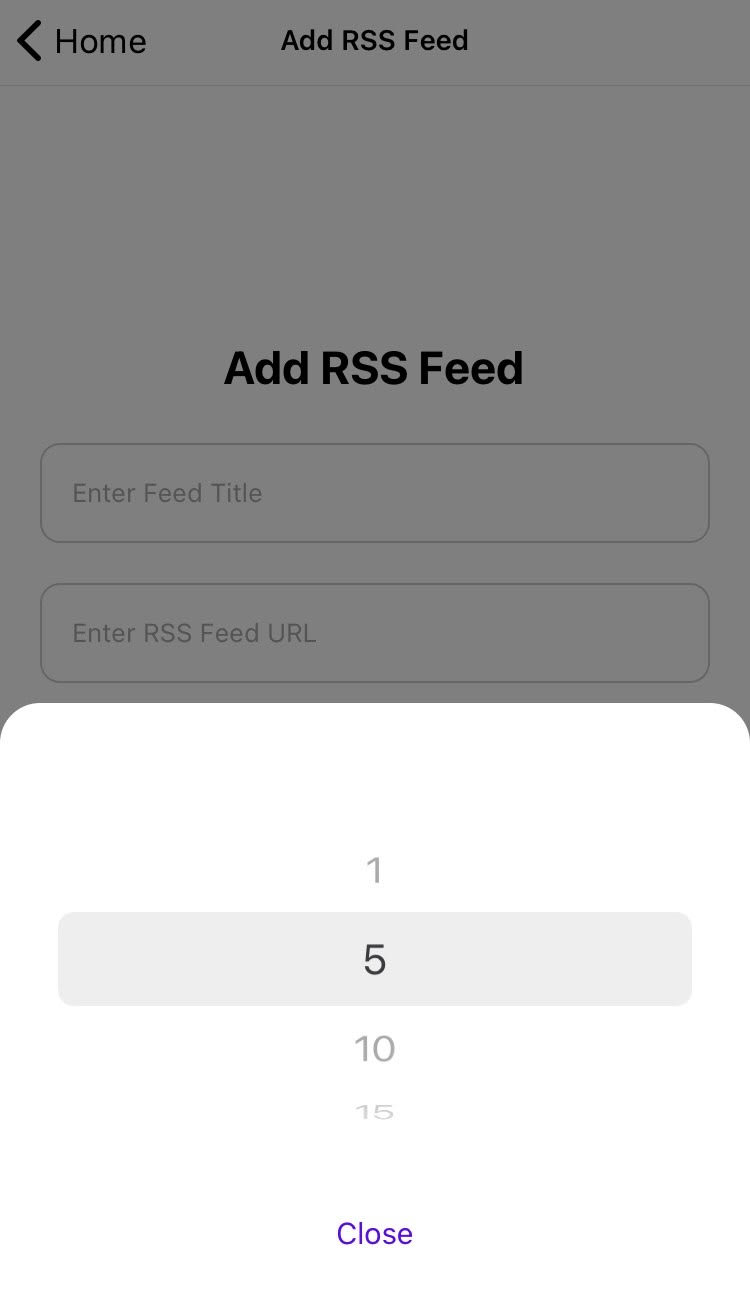 Home
Add RSS Feed
Add RSS Feed
Enter Feed Title
Enter RSS Feed URL
1
5
10
15
Close